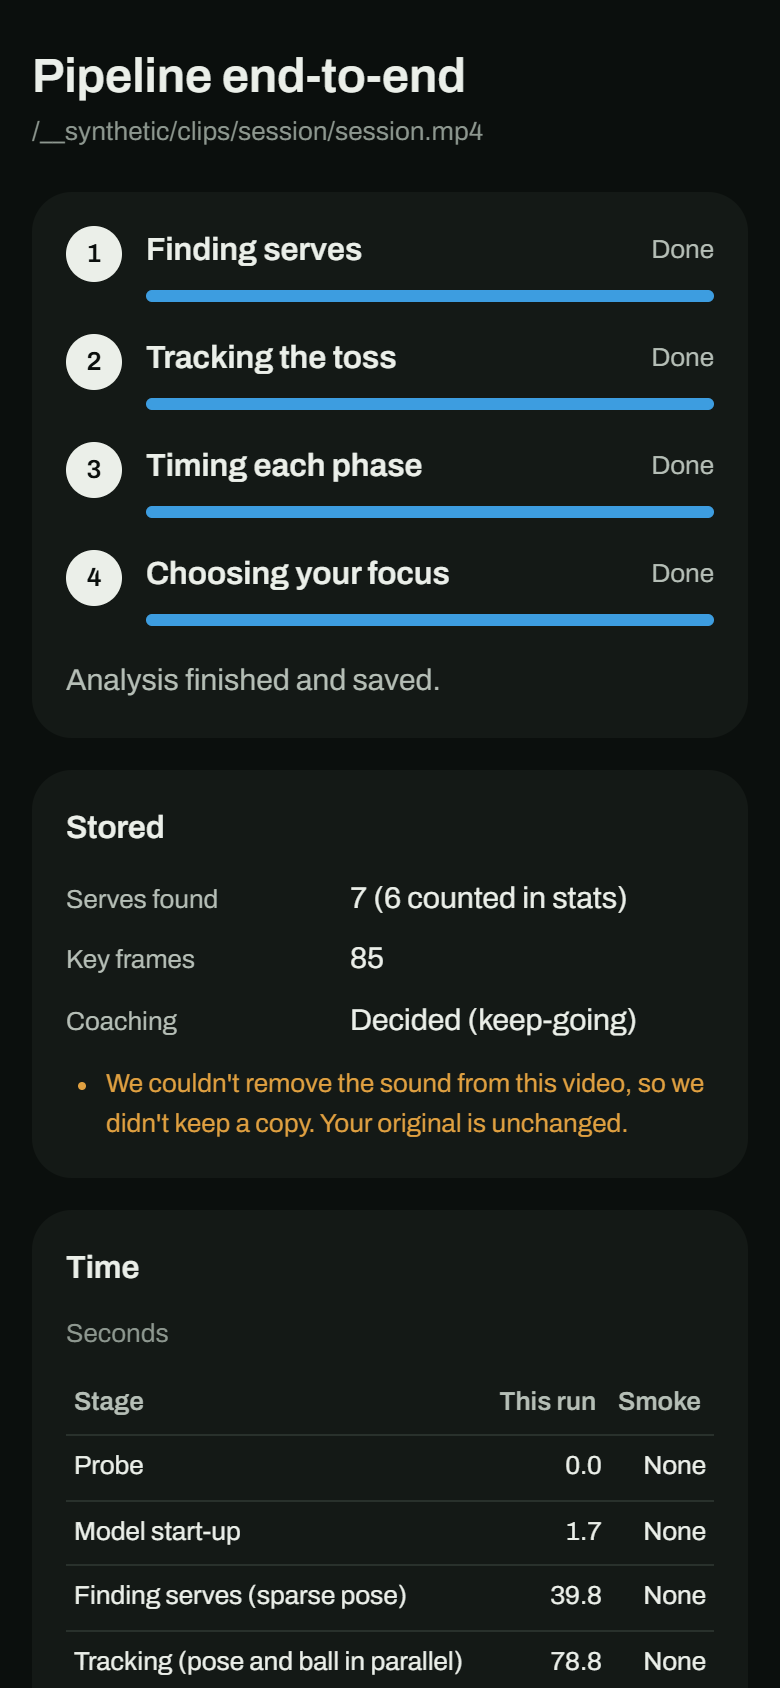 Pipeline end-to-end
/__synthetic/clips/session/session.mp4
1 Finding serves Done
2 Tracking the toss Done
3 Timing each phase Done
4 Choosing your focus Done
Analysis finished and saved.
Stored
Serves found 7 (6 counted in stats)
Key frames 85
Coaching Decided (keep-going)
• We couldn't remove the sound from this video, so we
didn't keep a copy. Your original is unchanged.
Time
Seconds
Stage This run Smoke
Probe 0.0 None
Model start-up 1.7 None
Finding serves (sparse pose) 39.8 None
Tracking (pose and ball in parallel) 78.8 None